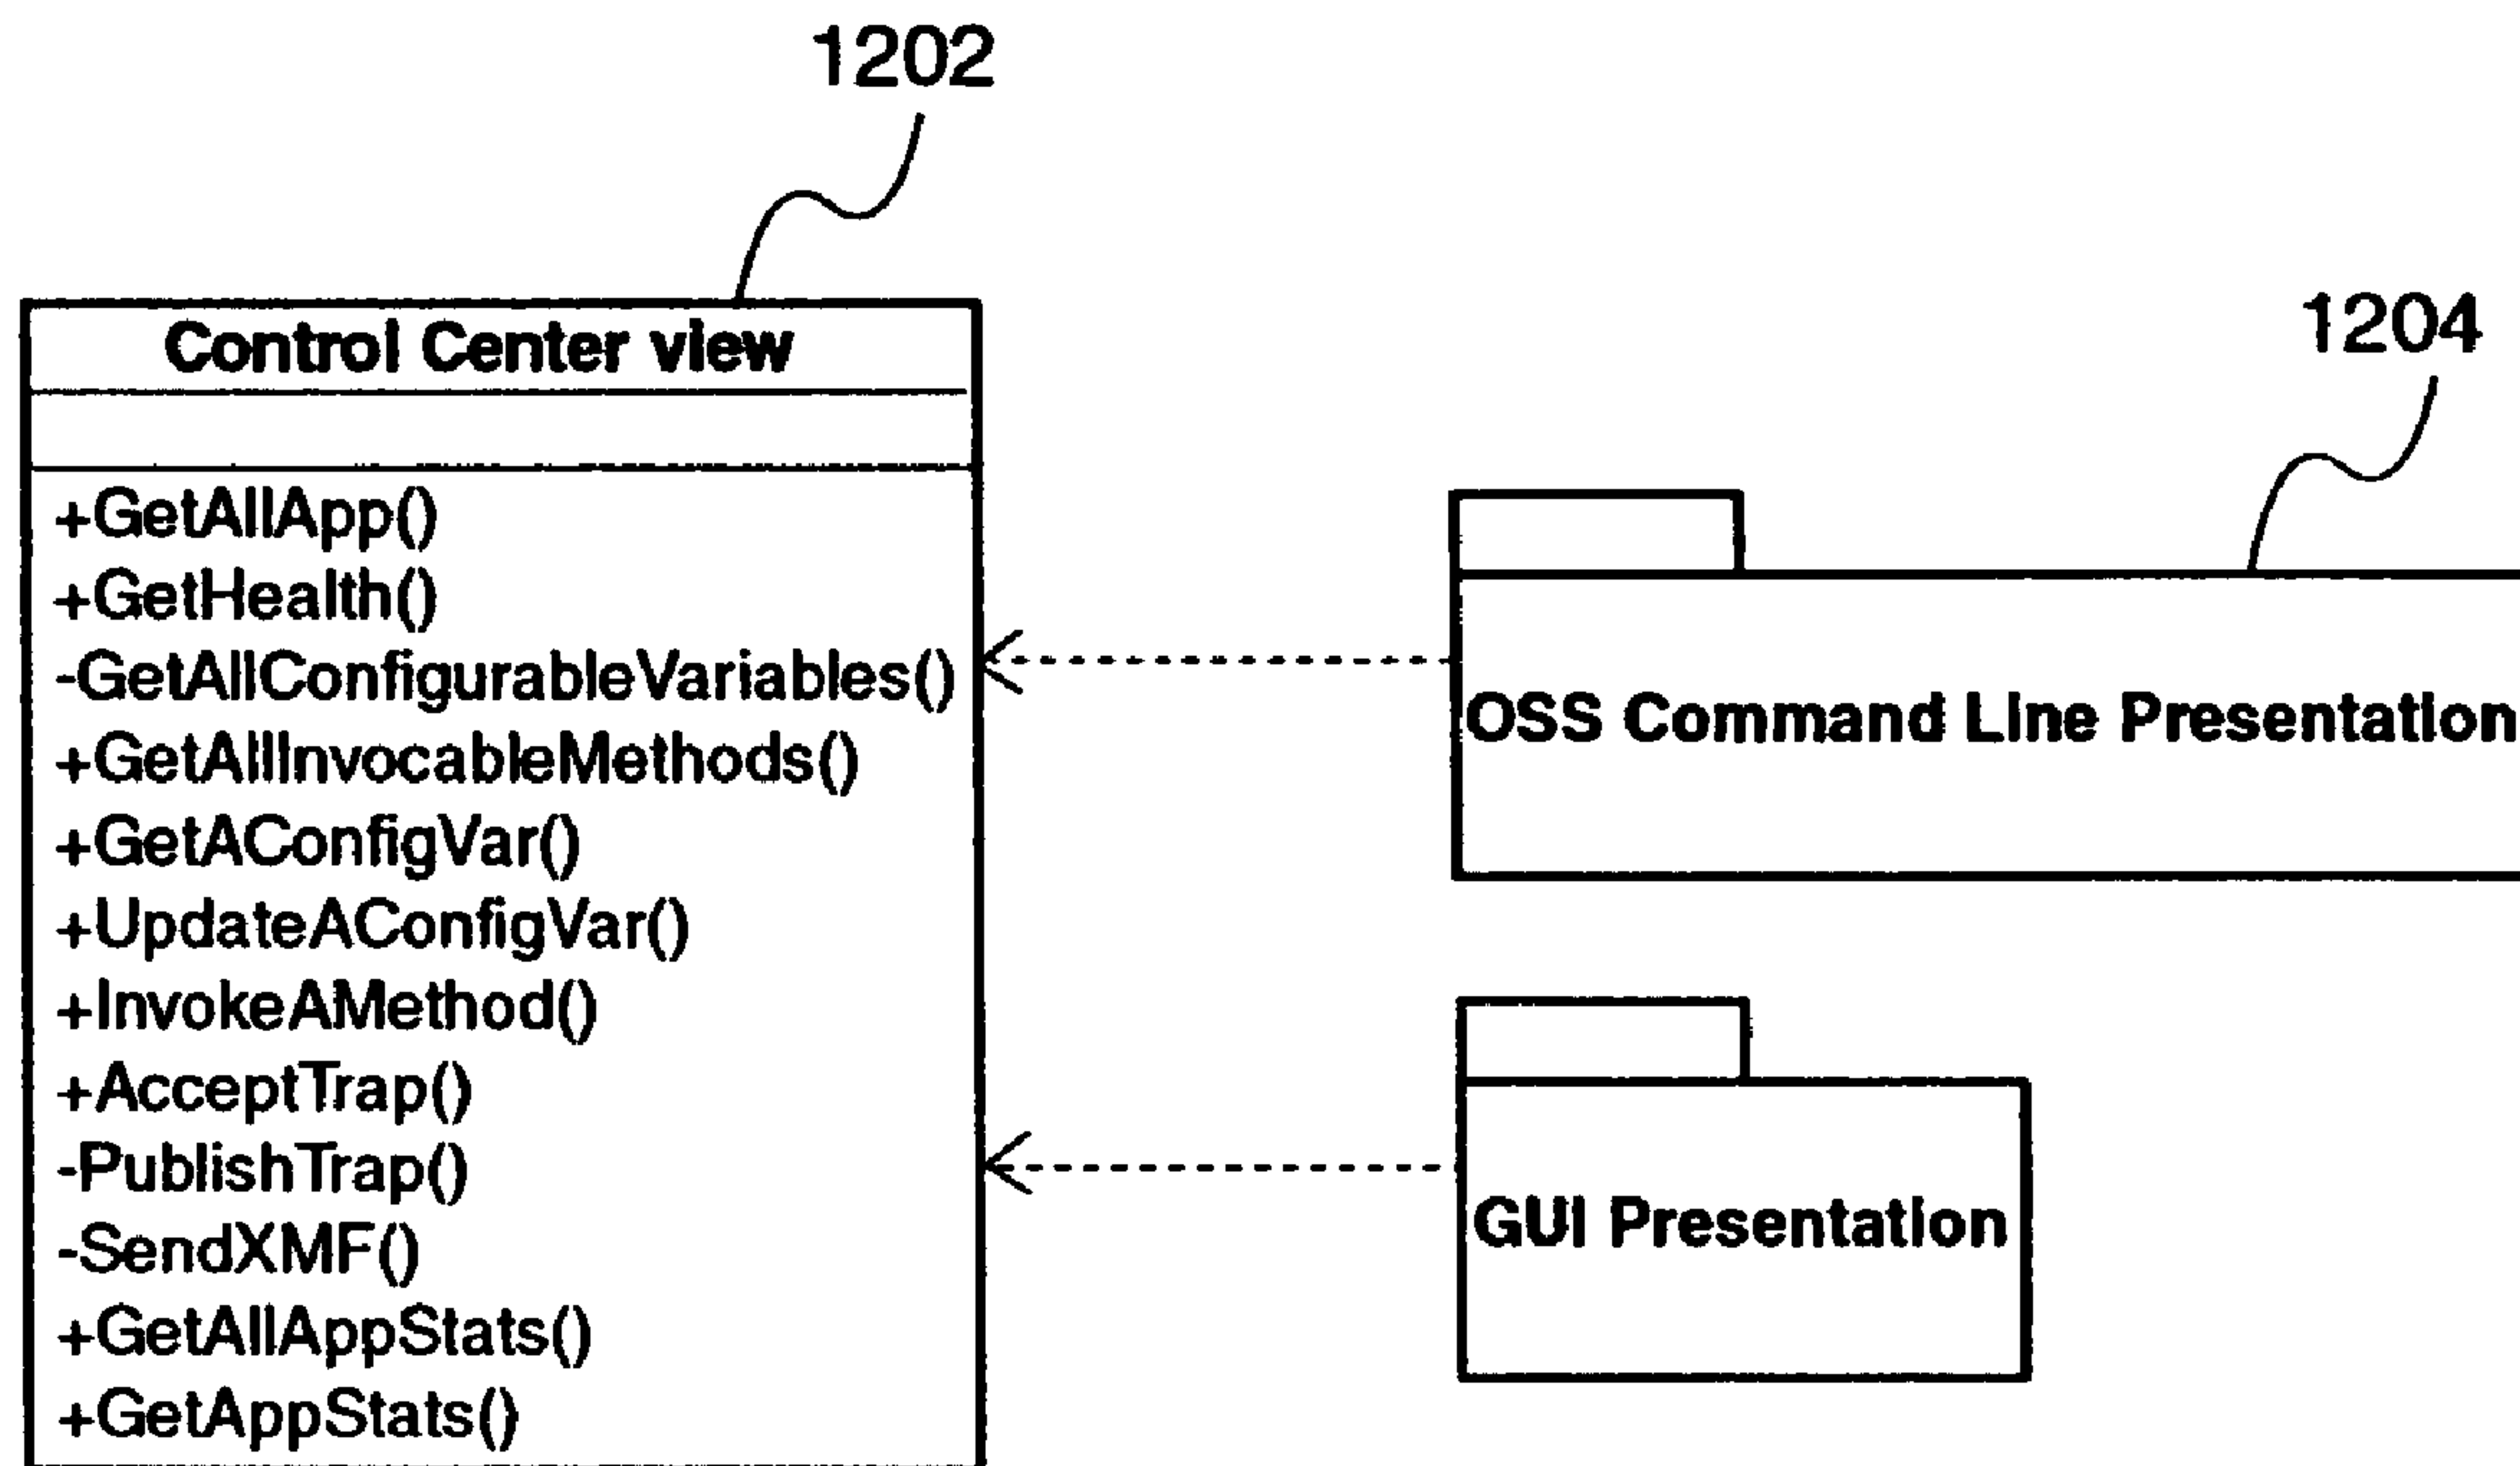 1202
Control Center view
+GetAllApp()
+GetHealth()
-GetAllConfigurableVariables()
+GetAllInvocableMethods()
+GetAConfigVar()
+UpdateAConfigVar()
+InvokeAMethod()
+AcceptTrap()
-PublishTrap()
-SendXMF()
+GetAllAppStats()
+GetAppStats()
1204
OSS Command Line Presentation
GUI Presentation